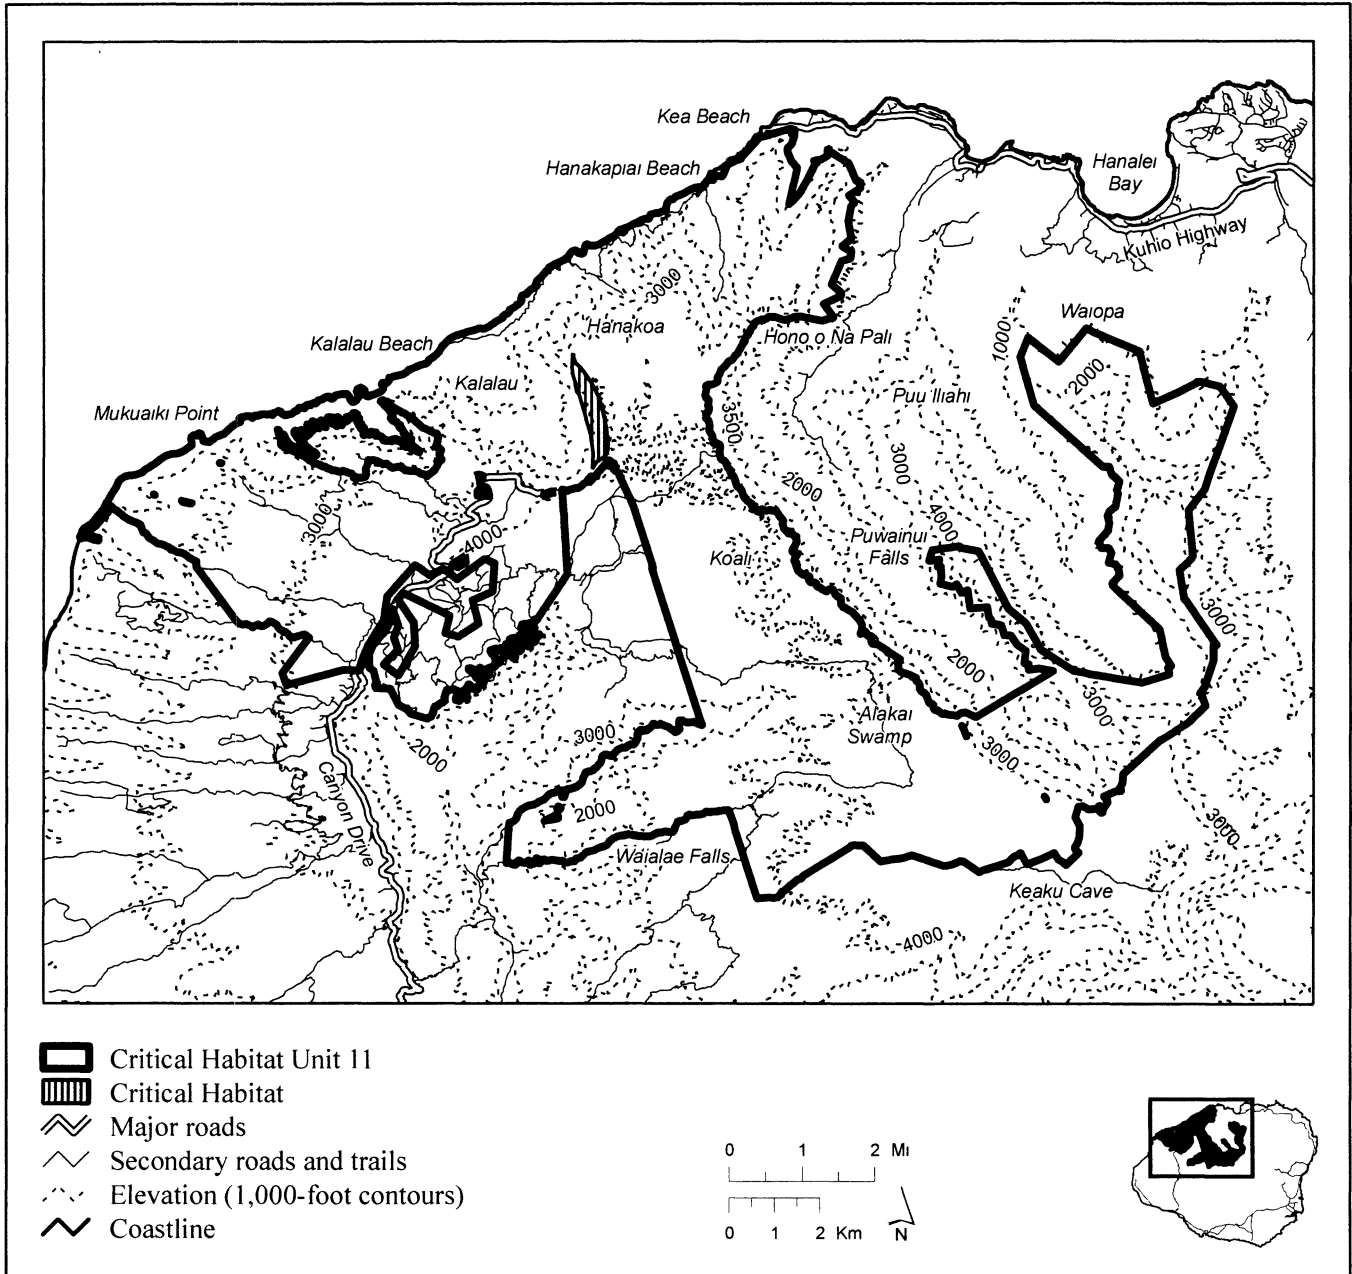 Kea Beach
Hanakapiai Beach
Hanalei
Bay
Kuhio Highway
3000
Hanakoa
Waiopa
1000
Hono o Na Pali
Kalalau Beach
2000
Kalalau
Puu Iliahi
Mukuaiki Point
3500
3000
2000
3000
4000
4000
Puwainui
Falls
Koali
3000
2000
3000
Alakai
Swamp
3000
2000
3000
Canyon Drive
2000
3000
Waialae Falls
Keaku Cave
4000
Critical Habitat Unit 11
Critical Habitat
Major roads
Secondary roads and trails
Elevation (1,000-foot contours)
Coastline
0 1 2 Mi
0 1 2 Km
N